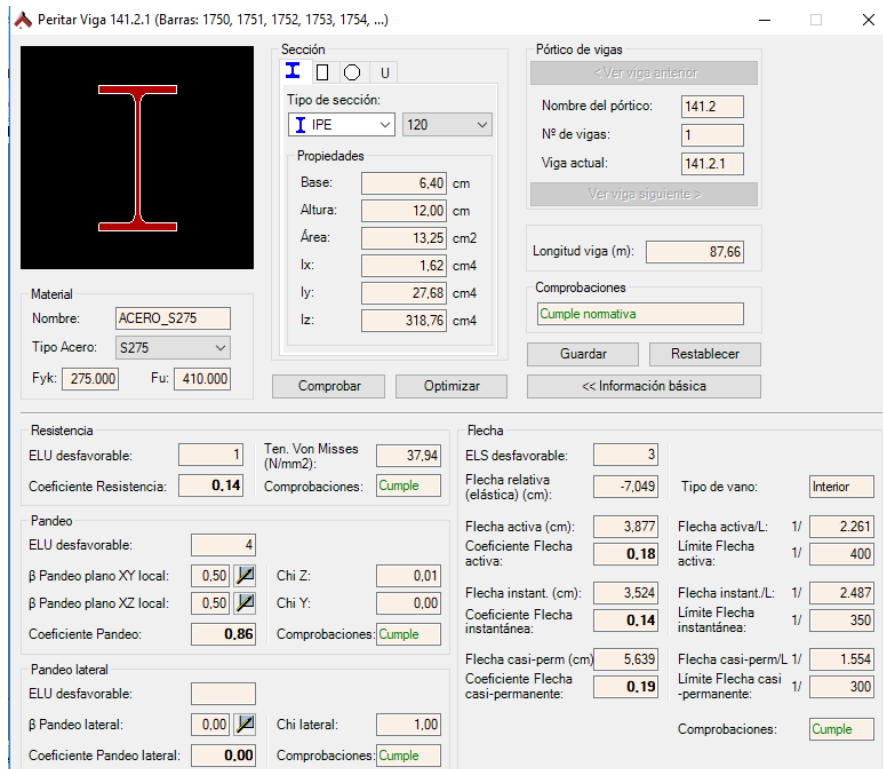 Peritar Viga 141.2.1 (Barras: 1750, 1751, 1752, 1753, 1754, ...)
Sección
U
Tipo de sección:
IPE 120
Propiedades
Base: 6,40 cm
Altura: 12,00 cm
Área: 13,25 cm2
Ix: 1,62 cm4
Iy: 27,68 cm4
Iz: 318,76 cm4
Pórtico de vigas
< Ver viga anterior
Nombre del pórtico: 141.2
Nº de vigas: 1
Viga actual: 141.2.1
Ver viga siguiente >
Longitud viga (m): 87,66
Material
Nombre: ACERO_S275
Tipo Acero: S275
Fyk: 275.000 Fu: 410.000
Comprobaciones
Cumple normativa
Guardar Restablecer
Comprobar Optimizar << Información básica
Resistencia
ELU desfavorable: 1 Ten. Von Misses (N/mm2): 37,94
Coeficiente Resistencia: 0,14 Comprobaciones: Cumple
Pandeo
ELU desfavorable: 4
β Pandeo plano XY local: 0,50 Chi Z: 0,01
β Pandeo plano XZ local: 0,50 Chi Y: 0,00
Coeficiente Pandeo: 0,86 Comprobaciones: Cumple
Pandeo lateral
ELU desfavorable:
β Pandeo lateral: 0,00 Chi lateral: 1,00
Coeficiente Pandeo lateral: 0,00 Comprobaciones: Cumple
Flecha
ELS desfavorable: 3
Flecha relativa (elástica) (cm): -7,049 Tipo de vano: Interior
Flecha activa (cm): 3,877 Flecha activa/L: 1/ 2.261
Coeficiente Flecha activa: 0,18 Límite Flecha activa: 1/ 400
Flecha instant. (cm): 3,524 Flecha instant./L: 1/ 2.487
Coeficiente Flecha instantánea: 0,14 Límite Flecha instantánea: 1/ 350
Flecha casi-perm (cm) 5,639 Flecha casi-perm/L 1/ 1.554
Coeficiente Flecha casi-permanente: 0,19 Límite Flecha casi -permanente: 1/ 300
Comprobaciones: Cumple